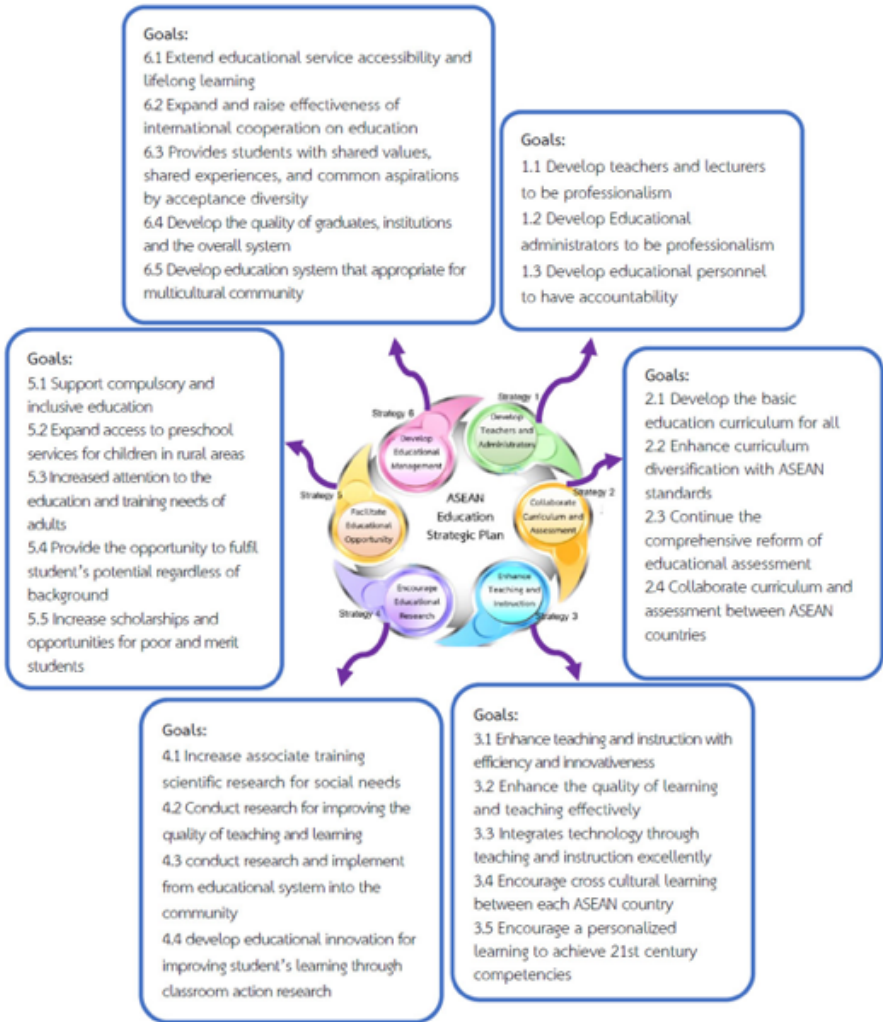 Goals:
6.1 Extend educational service accessibility and
lifelong learning
6.2 Expand and raise effectiveness of
international cooperation on education
6.3 Provides students with shared values,
shared experiences, and common aspirations
by acceptance diversity
6.4 Develop the quality of graduates, institutions
and the overall system
6.5 Develop education system that appropriate for
multicultural community
Goals:
1.1 Develop teachers and lecturers
to be professionalism
1.2 Develop Educational
administrators to be professionalism
1.3 Develop educational personnel
to have accountability
Goals:
5.1 Support compulsory and
inclusive education
5.2 Expand access to preschool
services for children in rural areas
5.3 Increased attention to the
education and training needs of
adults
5.4 Provide the opportunity to fulfil
student's potential regardless of
background
5.5 Increase scholarships and
opportunities for poor and merit
students
Strategy 6
Develop
Educational
Management
Strategy 1
Develop
Teachers and
Administrators
Strategy 5
Facilitate
Educational
Opportunity
ASEAN
Education
Strategic Plan
Strategy 2
Collaborate
Curriculum and
Assessment
Strategy 4
Encourage
Educational
Research
Enhance
Teaching and
Instruction
Strategy 3
Goals:
2.1 Develop the basic
education curriculum for all
2.2 Enhance curriculum
diversification with ASEAN
standards
2.3 Continue the
comprehensive reform of
educational assessment
2.4 Collaborate curriculum and
assessment between ASEAN
countries
Goals:
4.1 Increase associate training
scientific research for social needs
4.2 Conduct research for improving the
quality of teaching and learning
4.3 conduct research and implement
from educational system into the
community
4.4 develop educational innovation for
improving student's learning through
classroom action research
Goals:
3.1 Enhance teaching and instruction with
efficiency and innovativeness
3.2 Enhance the quality of learning
and teaching effectively
3.3 Integrates technology through
teaching and instruction excellently
3.4 Encourage cross cultural learning
between each ASEAN country
3.5 Encourage a personalized
learning to achieve 21st century
competencies